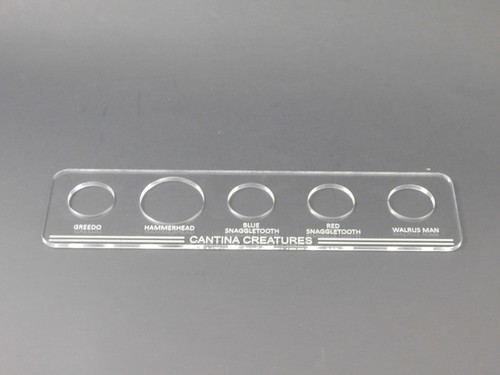 GREEDO
HAMMERHEAD
BLUE
SNAGGLETOOTH
RED
SNAGGLETOOTH
WALRUS MAN
CANTINA CREATURES